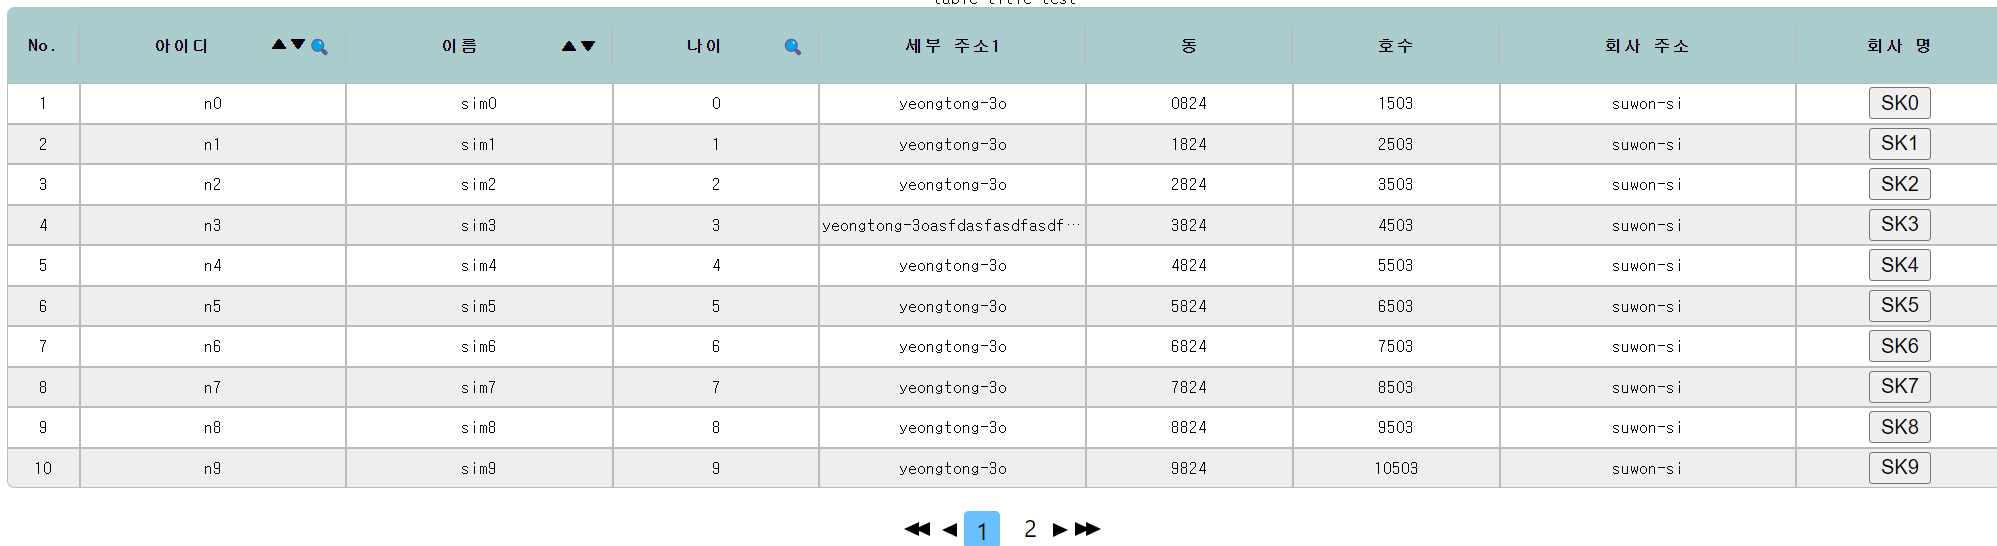 table title test
No. 아이디 ▲▼ 이름 ▲▼ 나이 세부 주소1 동 호수 회사 주소 회사 명
1 n0 sim0 0 yeongtong-3o 0824 1503 suwon-si SK0
2 n1 sim1 1 yeongtong-3o 1824 2503 suwon-si SK1
3 n2 sim2 2 yeongtong-3o 2824 3503 suwon-si SK2
4 n3 sim3 3 yeongtong-3oasfdasfasdfasdf… 3824 4503 suwon-si SK3
5 n4 sim4 4 yeongtong-3o 4824 5503 suwon-si SK4
6 n5 sim5 5 yeongtong-3o 5824 6503 suwon-si SK5
7 n6 sim6 6 yeongtong-3o 6824 7503 suwon-si SK6
8 n7 sim7 7 yeongtong-3o 7824 8503 suwon-si SK7
9 n8 sim8 8 yeongtong-3o 8824 9503 suwon-si SK8
10 n9 sim9 9 yeongtong-3o 9824 10503 suwon-si SK9
1 2